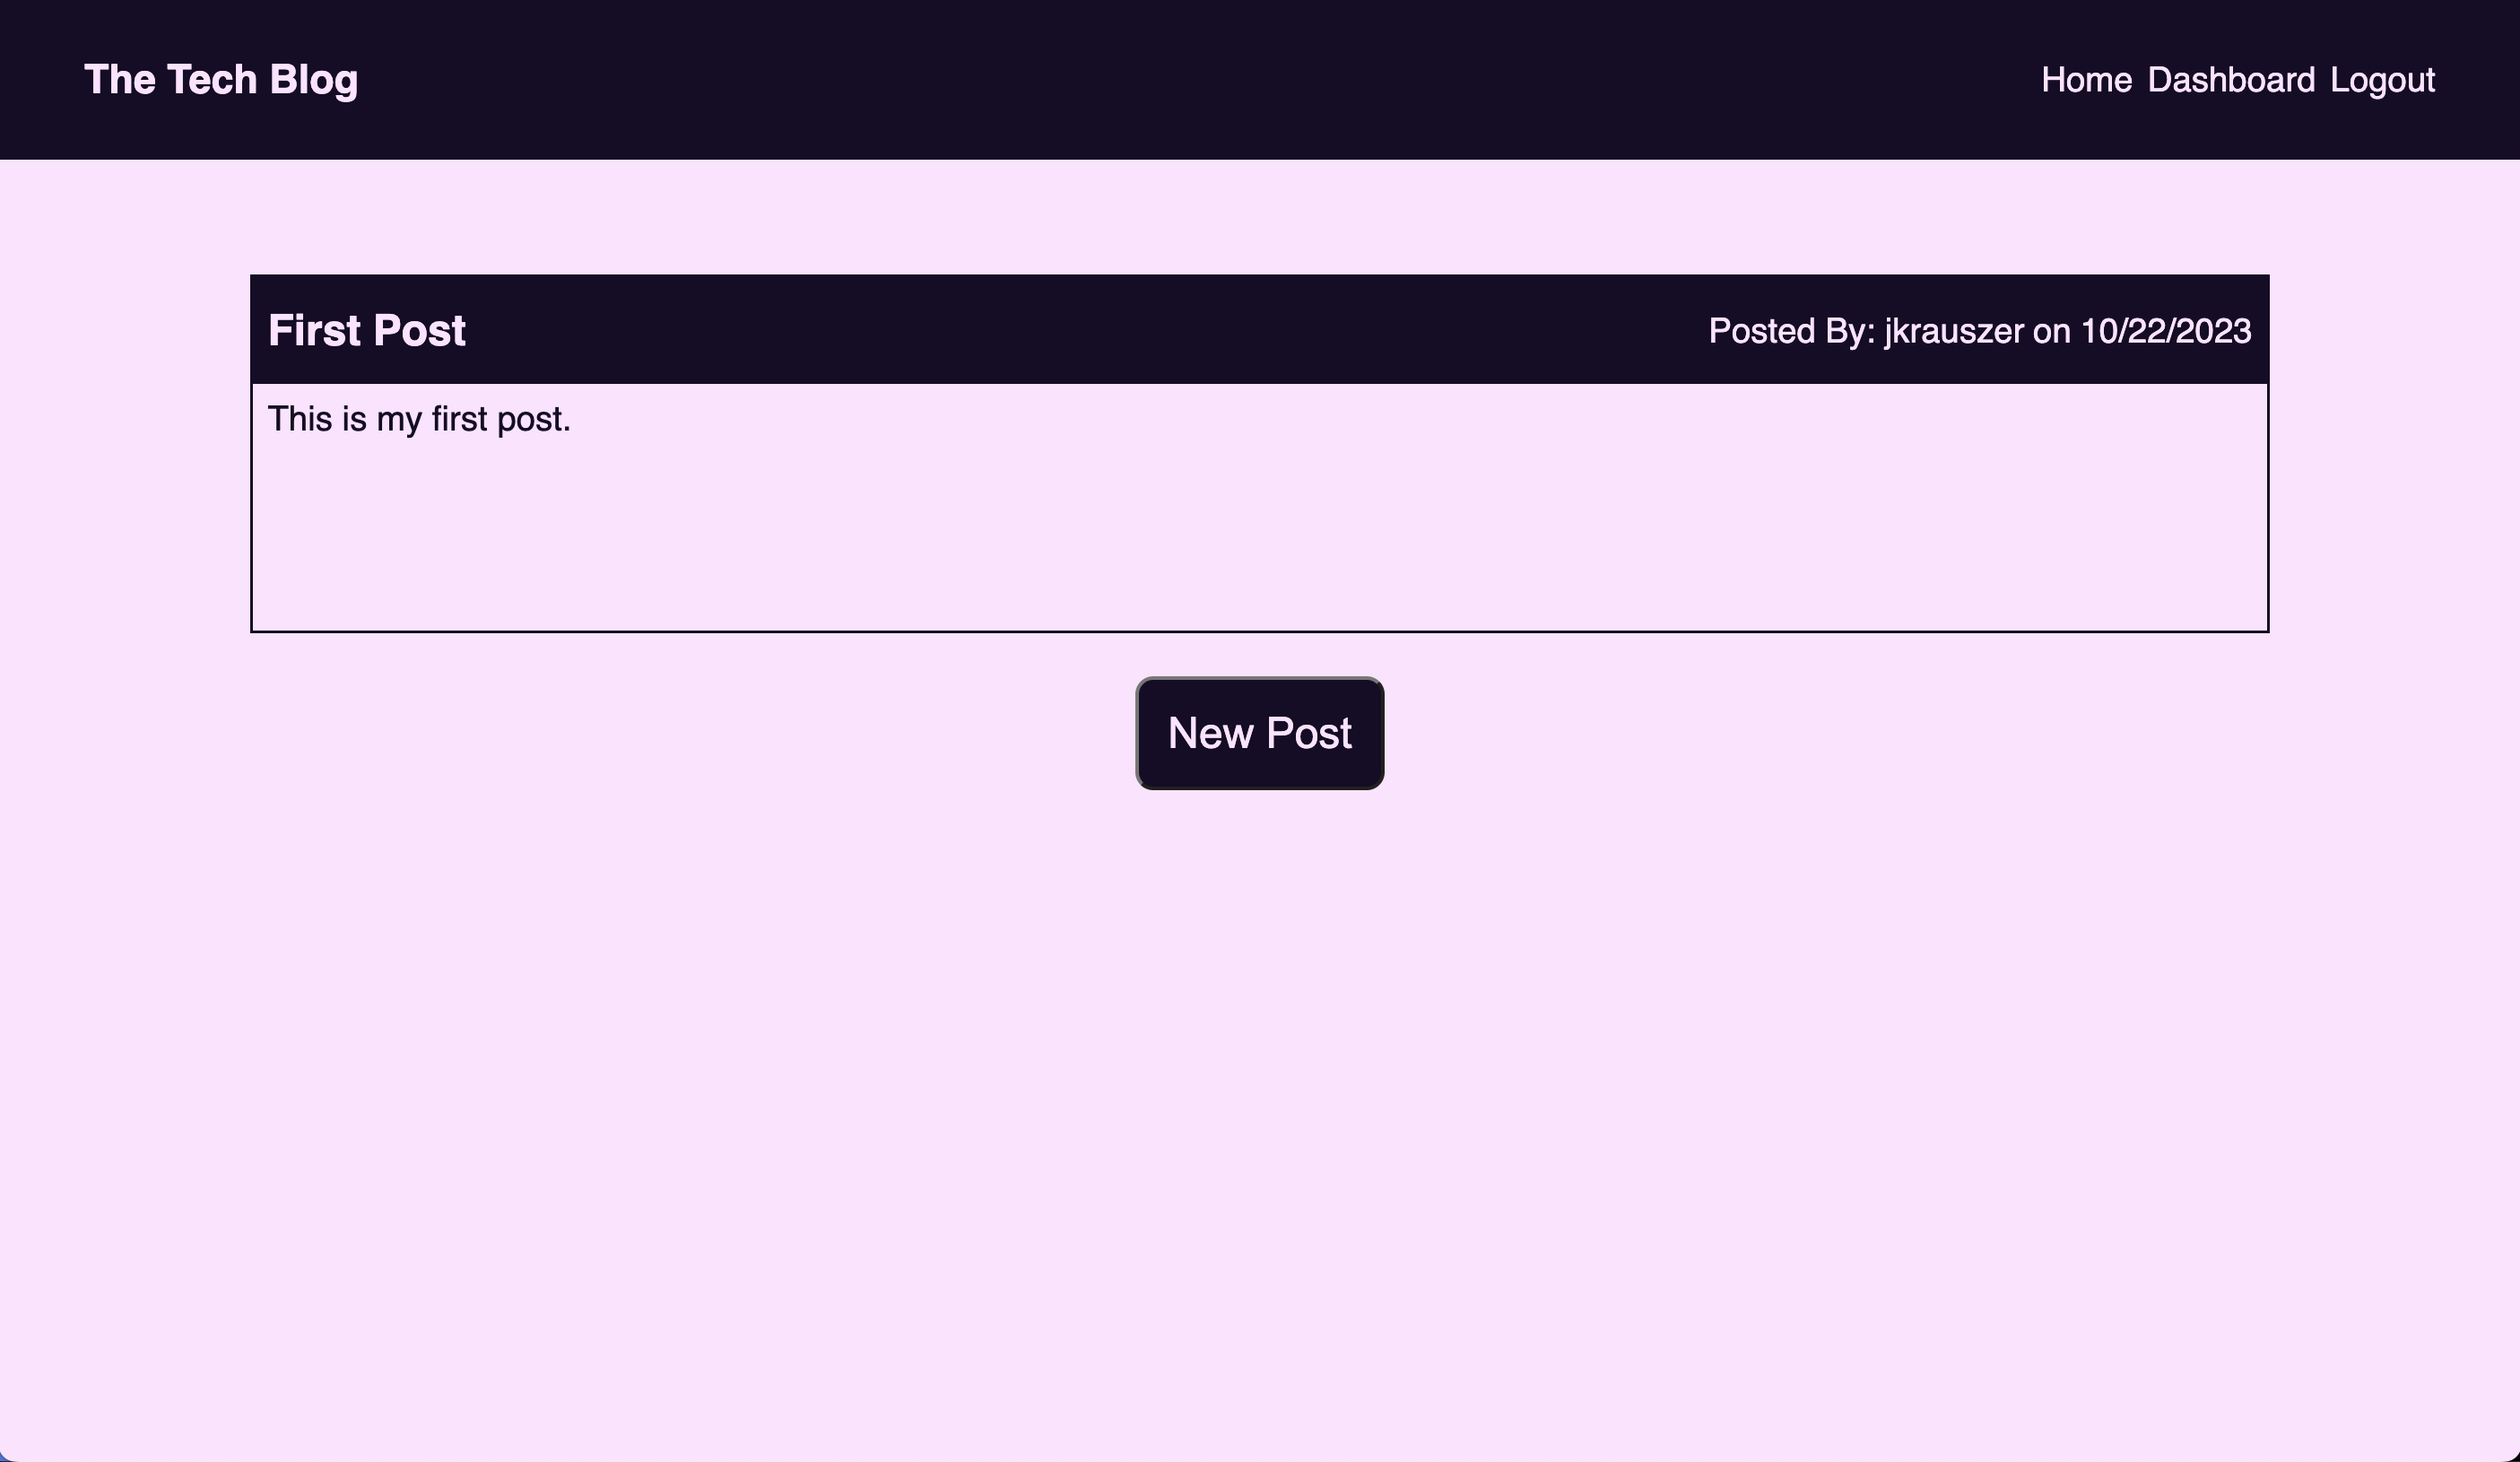 The Tech Blog
Home Dashboard Logout
First Post
Posted By: jkrauszer on 10/22/2023
This is my first post.
New Post